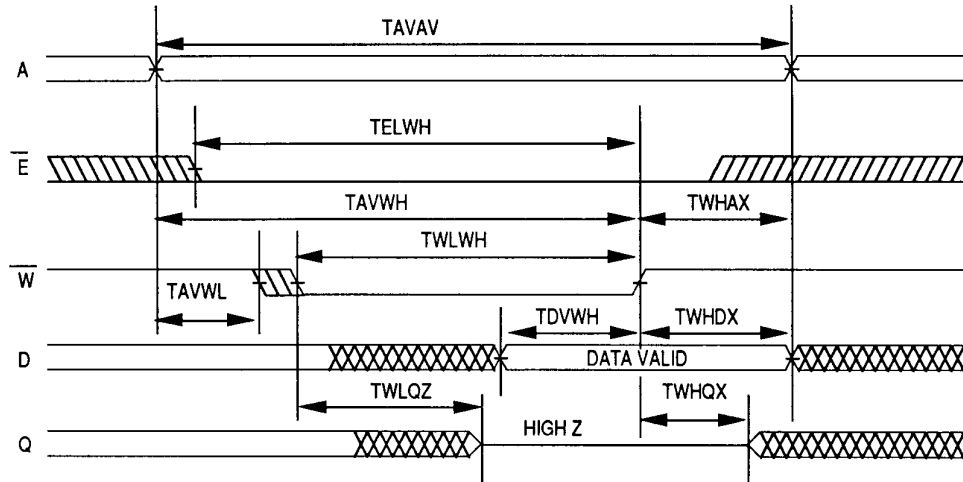 TAVAV
A
TELWH
E
TAVWH
TWHAX
TWLWH
W
TAVWL
TDVWH
TWHDX
D
DATA VALID
TWLQZ
TWHQX
HIGH Z
Q